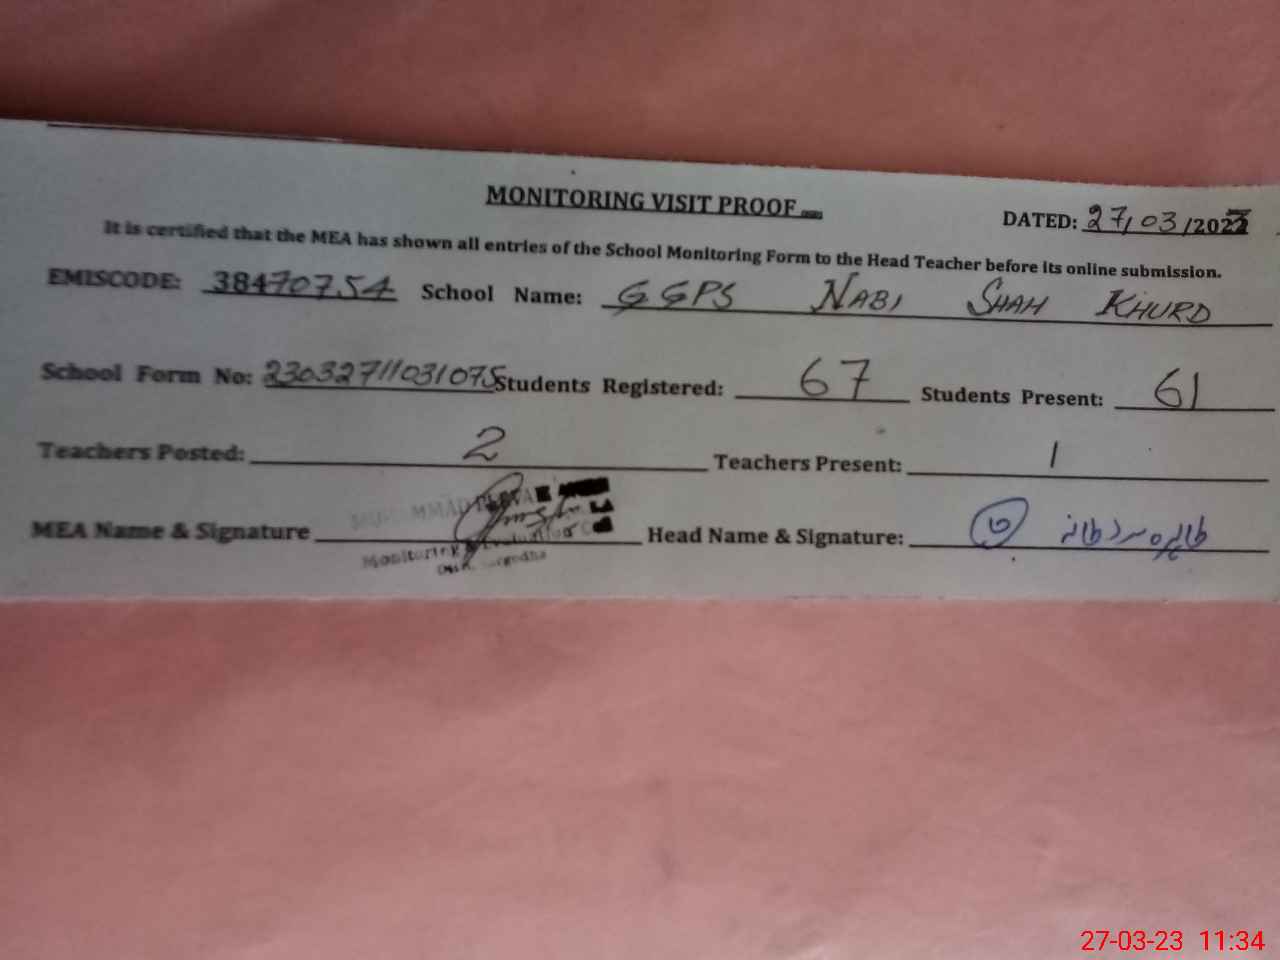 MONITORING VISIT PROOF
DATED: 27/03/2023
It is certified that the MEA has shown all entries of the School Monitoring Form to the Head Teacher before its online submission.
EMISCODE: 38470754 School Name: GGPS NABI SHAH KHURD
School Form No: 23032711031075 Students Registered: 67 Students Present: 61
Teachers Posted: 2 Teachers Present: 1
MEA Name & Signature Head Name & Signature:
Monitoring & Evaluation
27-03-23 11:34